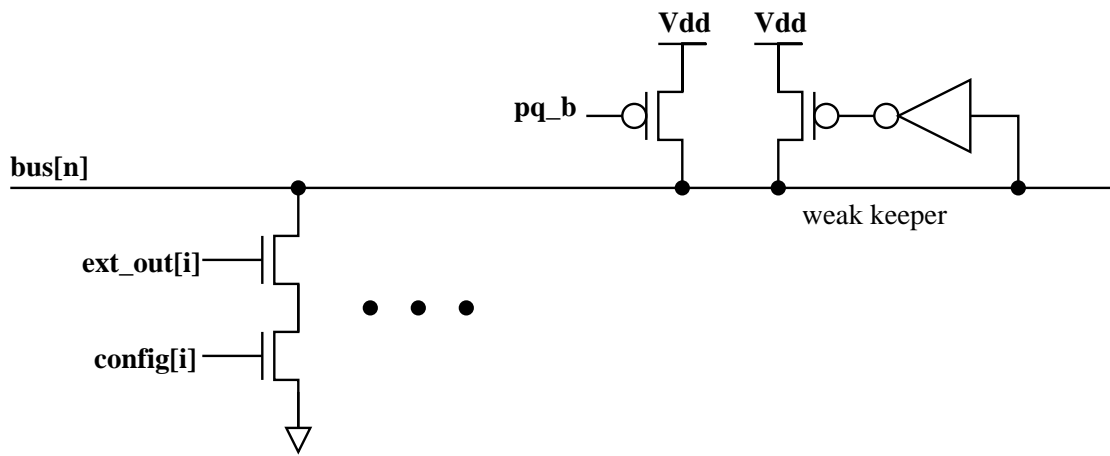 Vdd Vdd
pq_b
bus[n]
weak keeper
ext_out[i]
config[i]